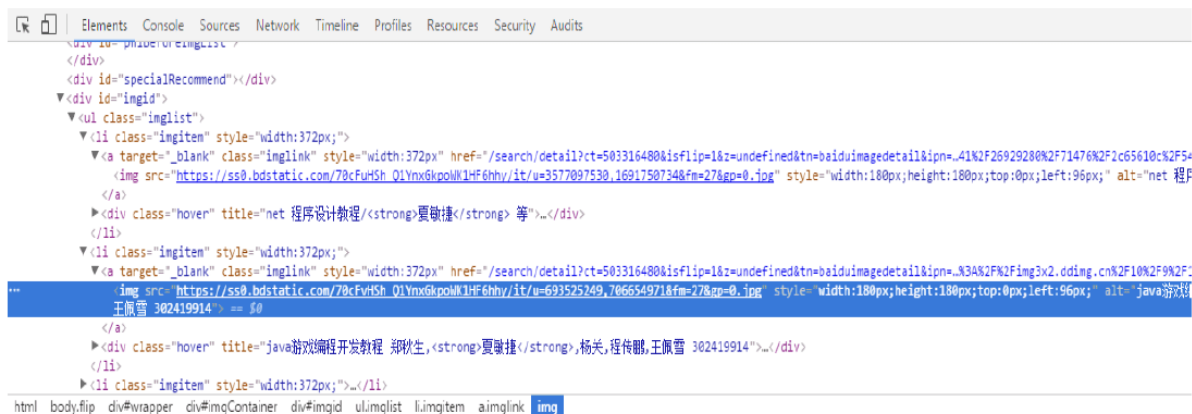 Elements Console Sources Network Timeline Profiles Resources Security Audits
<div id="phibeforeimgList">
</div>
<div id="specialRecommend"></div>
▼<div id="imgid">
▼<ul class="imglist">
▼<li class="imgitem" style="width:372px;">
▼<a target="_blank" class="imglink" style="width:372px" href="/search/detail?ct=503316480&isflip=1&z=undefined&tn=baiduimagedetail&ipn=…41%2F26929280%2F71476%2F2c65610c%2F54
<img src="https://ss0.bdstatic.com/70cFuHSh_Q1YnxGkpoWK1HF6hhy/it/u=3577097530,1691750734&fm=27&gp=0.jpg" style="width:180px;height:180px;top:0px;left:96px;" alt="net 程序
</a>
▶<div class="hover" title="net 程序设计教程/<strong>夏敏捷</strong> 等">…</div>
</li>
▼<li class="imgitem" style="width:372px;">
▼<a target="_blank" class="imglink" style="width:372px" href="/search/detail?ct=503316480&isflip=1&z=undefined&tn=baiduimagedetail&ipn=…%3A%2F%2Fimg3x2.ddimg.cn%2F10%2F9%2F
… <img src="https://ss0.bdstatic.com/70cFvHSh_Q1YnxGkpoWK1HF6hhy/it/u=693525249,706654971&fm=27&gp=0.jpg" style="width:180px;height:180px;top:0px;left:96px;" alt="java游戏编
王佩雪 302419914"> == $0
</a>
▶<div class="hover" title="java游戏编程开发教程 郑秋生,<strong>夏敏捷</strong>,杨关,程传鹏,王佩雪 302419914">…</div>
</li>
▶<li class="imgitem" style="width:372px;">…</li>
html body.flip div#wrapper div#imgContainer div#imgid ul.imglist li.imgitem a.imglink img